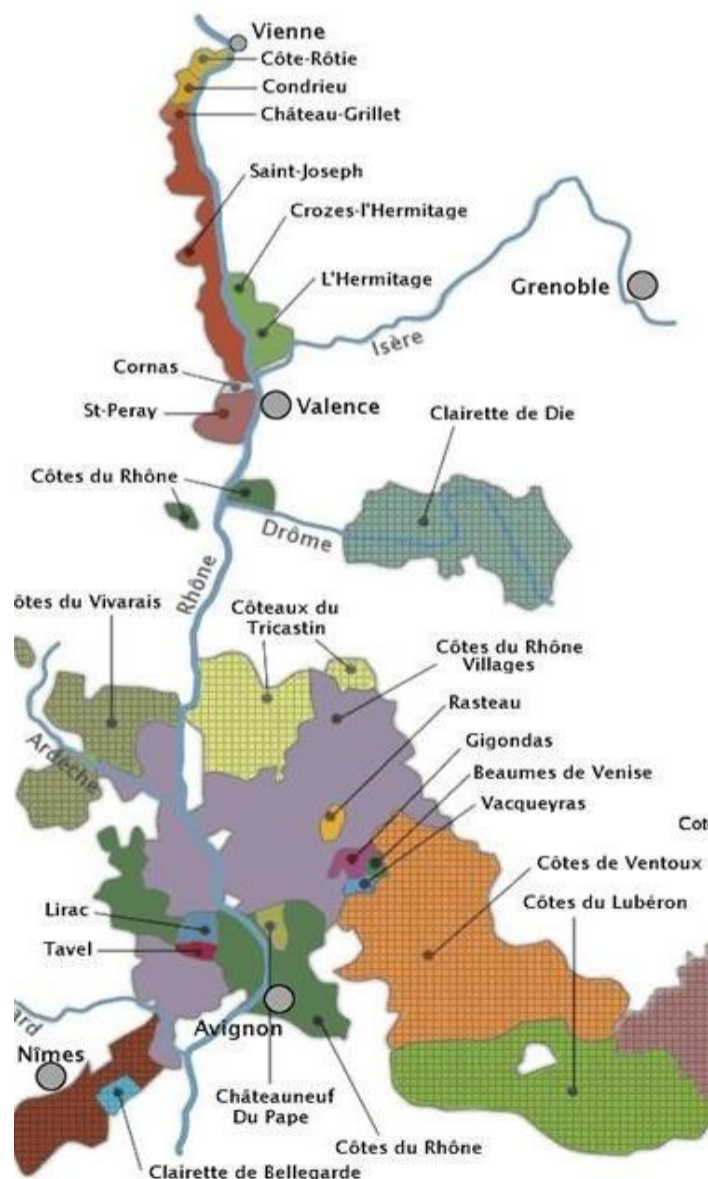 Vienne
Côte-Rôtie
Condrieu
Château-Grillet
Saint-Joseph
Crozes-l'Hermitage
L'Hermitage
Grenoble
Isère
Cornas
Valence
St-Peray
Clairette de Die
Côtes du Rhône
Drôme
Rhône
ôtes du Vivarais
Côteaux du
Tricastin
Côtes du Rhône
Villages
Rasteau
Gigondas
Ardèche
Beaumes de Venise
Vacqueyras
Cot
Côtes de Ventoux
Côtes du Lubéron
Lirac
Tavel
ard
Avignon
Nîmes
Châteauneuf
Du Pape
Côtes du Rhône
Clairette de Bellegarde